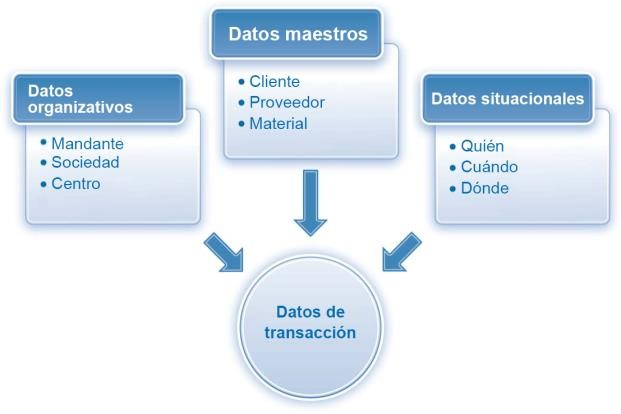 Datos maestros
• Cliente
• Proveedor
• Material
Datos
organizativos
• Mandante
• Sociedad
• Centro
Datos situacionales
• Quién
• Cuándo
• Dónde
Datos de
transacción